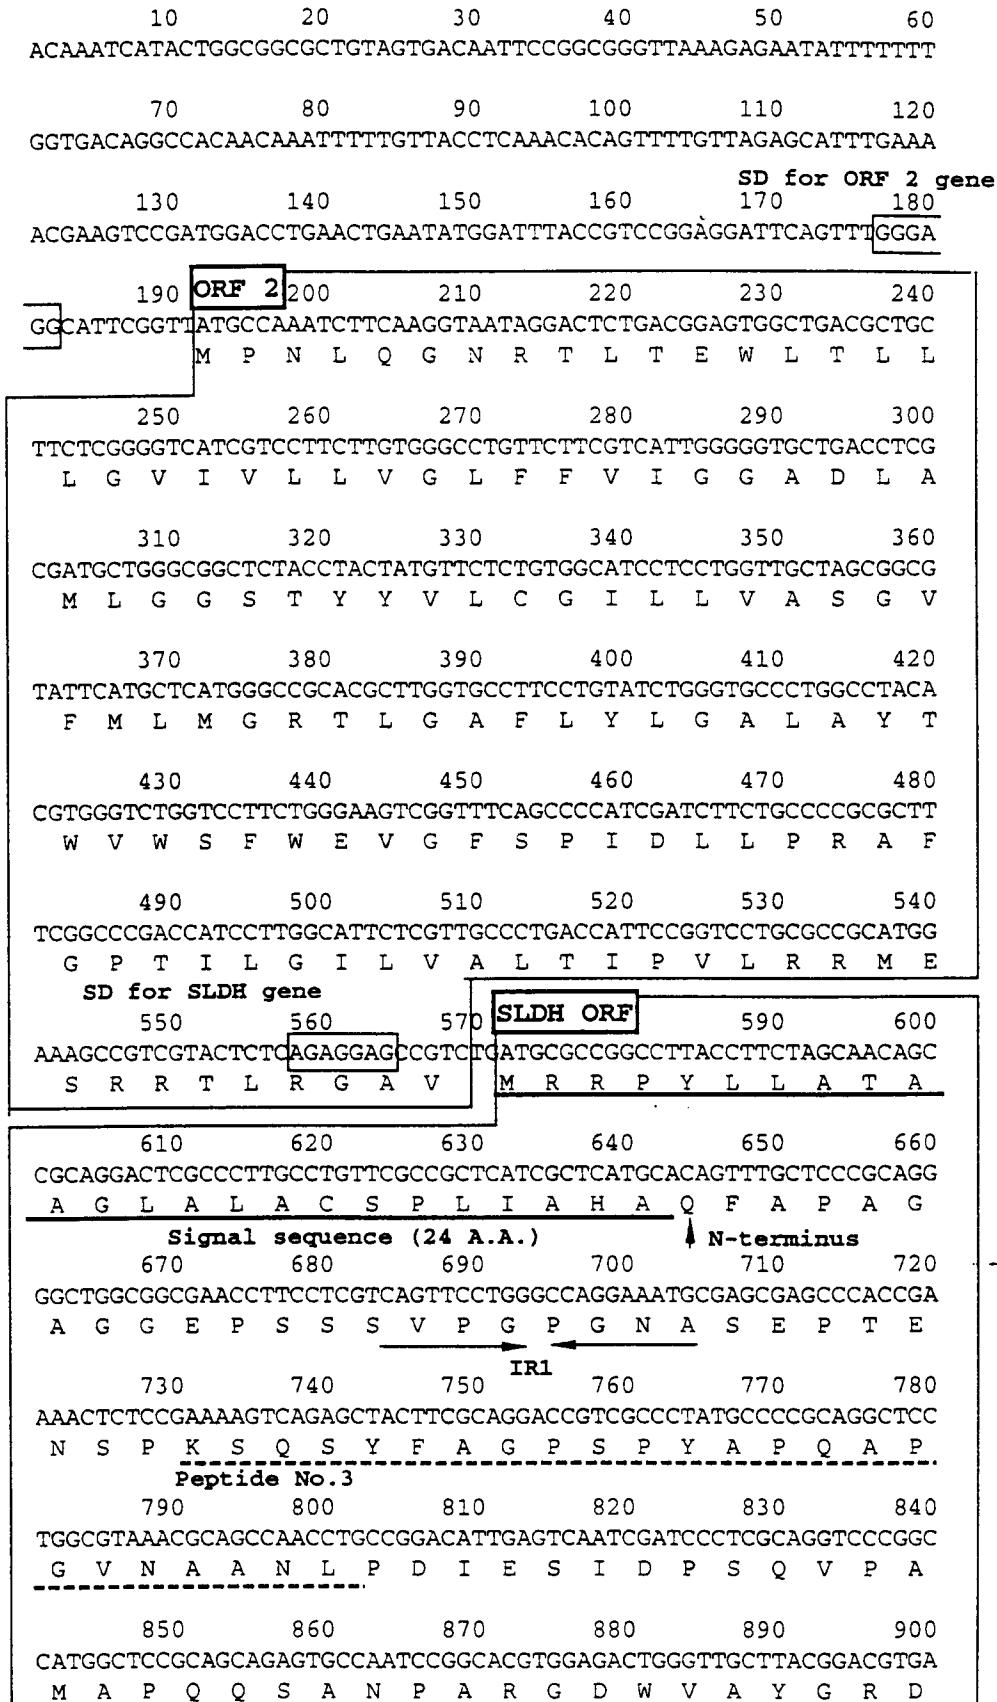 10 20 30 40 50 60
ACAAATCATACTGGCGGCGCTGTAGTGACAATTCCGGCGGGTTAAAGAGAATATTTTTTT
70 80 90 100 110 120
GGTGACAGGCCACAACAAATTTTTGTTACCTCAAACACAGTTTTGTTAGAGCATTTGAAA
SD for ORF 2 gene
130 140 150 160 170 180
ACGAAGTCCGATGGACCTGAACTGAATATGGATTTACCGTCCGGAGGATTCAGTTTGGGA
ORF 2
190 200 210 220 230 240
GGCATTCGGTTATGCCAAATCTTCAAGGTAATAGGACTCTGACGGAGTGGCTGACGCTGC
M P N L Q G N R T L T E W L T L L
250 260 270 280 290 300
TTCTCGGGGTCATCGTCCTTCTTGTGGGCCTGTTCTTCGTCATTGGGGGTGCTGACCTCG
L G V I V L L V G L F F V I G G A D L A
310 320 330 340 350 360
CGATGCTGGGCGGCTCTACCTACTATGTTCTCTGTGGCATCCTCCTGGTTGCTAGCGGCG
M L G G S T Y Y V L C G I L L V A S G V
370 380 390 400 410 420
TATTCATGCTCATGGGCCGCACGCTTGGTGCCTTCCTGTATCTGGGTGCCCTGGCCTACA
F M L M G R T L G A F L Y L G A L A Y T
430 440 450 460 470 480
CGTGGGTCTGGTCCTTCTGGGAAGTCGGTTTCAGCCCCATCGATCTTCTGCCCCGCGCTT
W V W S F W E V G F S P I D L L P R A F
490 500 510 520 530 540
TCGGCCCGACCATCCTTGGCATTCTCGTTGCCCTGACCATTCCGGTCCTGCGCCGCATGG
G P T I L G I L V A L T I P V L R R M E
SD for SLDH gene
SLDH ORF
550 560 570 590 600
AAAGCCGTCGTACTCTCAGAGGAGCCGTCTGATGCGCCGGCCTTACCTTCTAGCAACAGC
S R R T L R G A V M R R P Y L L A T A
610 620 630 640 650 660
CGCAGGACTCGCCCTTGCCTGTTCGCCGCTCATCGCTCATGCACAGTTTGCTCCCGCAGG
A G L A L A C S P L I A H A Q F A P A G
Signal sequence (24 A.A.) N-terminus
670 680 690 700 710 720
GGCTGGCGGCGAACCTTCCTCGTCAGTTCCTGGGCCAGGAAATGCGAGCGAGCCCACCGA
A G G E P S S S V P G P G N A S E P T E
IR1
730 740 750 760 770 780
AAACTCTCCGAAAAGTCAGAGCTACTTCGCAGGACCGTCGCCCTATGCCCCGCAGGCTCC
N S P K S Q S Y F A G P S P Y A P Q A P
Peptide No.3
790 800 810 820 830 840
TGGCGTAAACGCAGCCAACCTGCCGGACATTGAGTCAATCGATCCCTCGCAGGTCCCGGC
G V N A A N L P D I E S I D P S Q V P A
850 860 870 880 890 900
CATGGCTCCGCAGCAGAGTGCCAATCCGGCACGTGGAGACTGGGTTGCTTACGGACGTGA
M A P Q Q S A N P A R G D W V A Y G R D